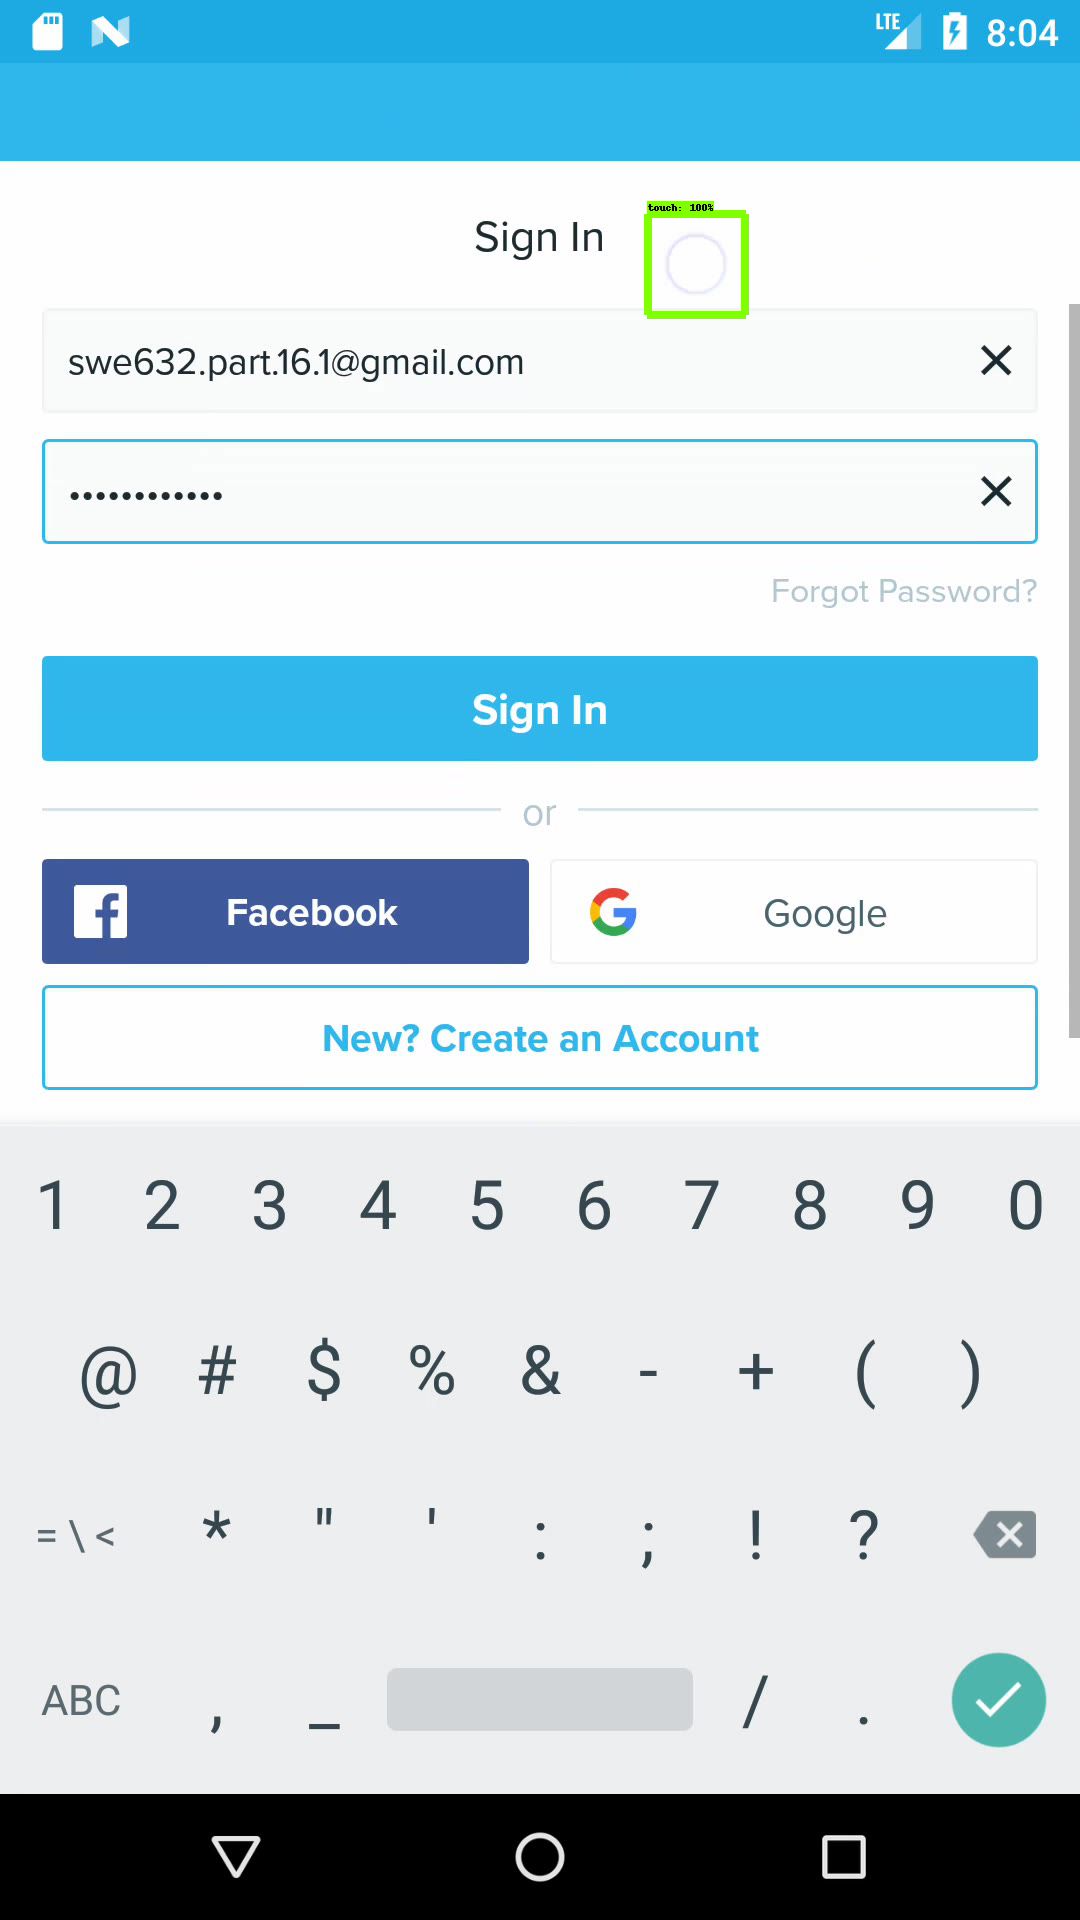 LTE 8:04
touch: 100%
Sign In
swe632.part.16.1@gmail.com
••••••••••••
Forgot Password?
Sign In
or
Facebook
Google
New? Create an Account
1 2 3 4 5 6 7 8 9 0
@ # $ % & - + ( )
= \ < * " ' : ; ! ?
ABC , _ / .